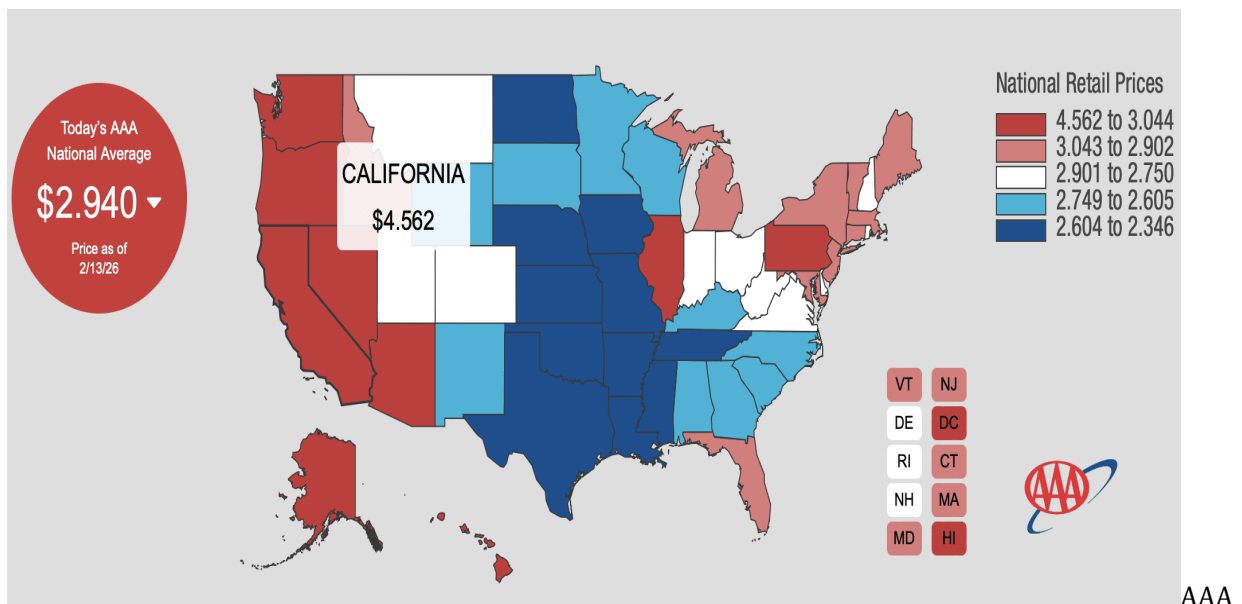 Today's AAA
National Average
$2.940
Price as of
2/13/26
CALIFORNIA
$4.562
National Retail Prices
4.562 to 3.044
3.043 to 2.902
2.901 to 2.750
2.749 to 2.605
2.604 to 2.346
VT NJ
DE DC
RI CT
NH MA
MD HI
AAA
AAA